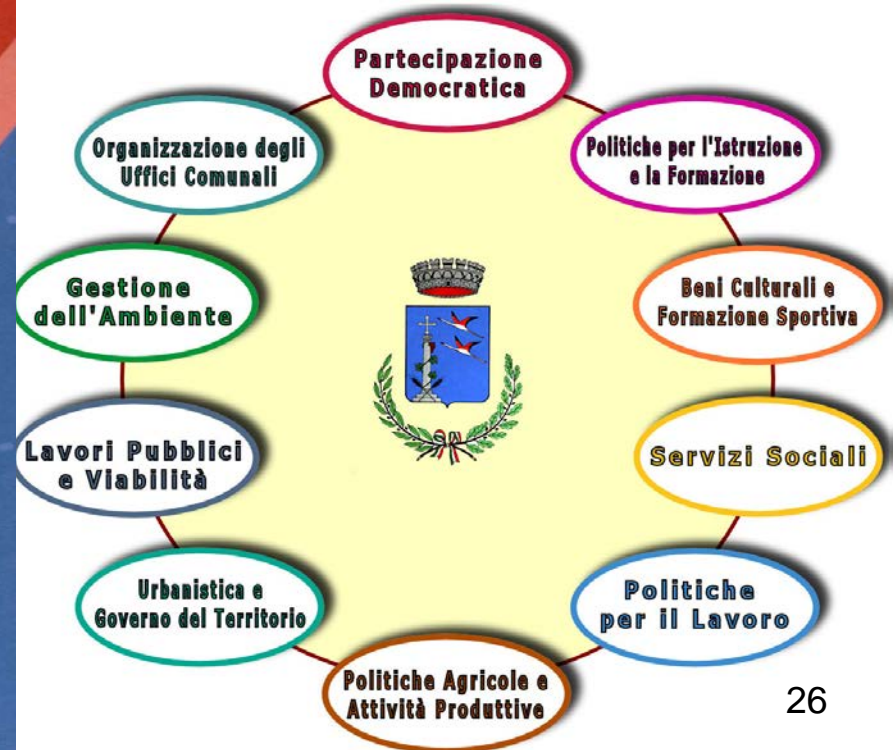 Partecipazione
Democratica
Politiche per l'Istruzione
e la Formazione
Beni Culturali e
Formazione Sportiva
Servizi Sociali
Politiche
per il Lavoro
Politiche Agricole e
Attività Produttive
Urbanistica e
Governo del Territorio
Lavori Pubblici
e Viabilità
Gestione
dell'Ambiente
Organizzazione degli
Uffici Comunali
26